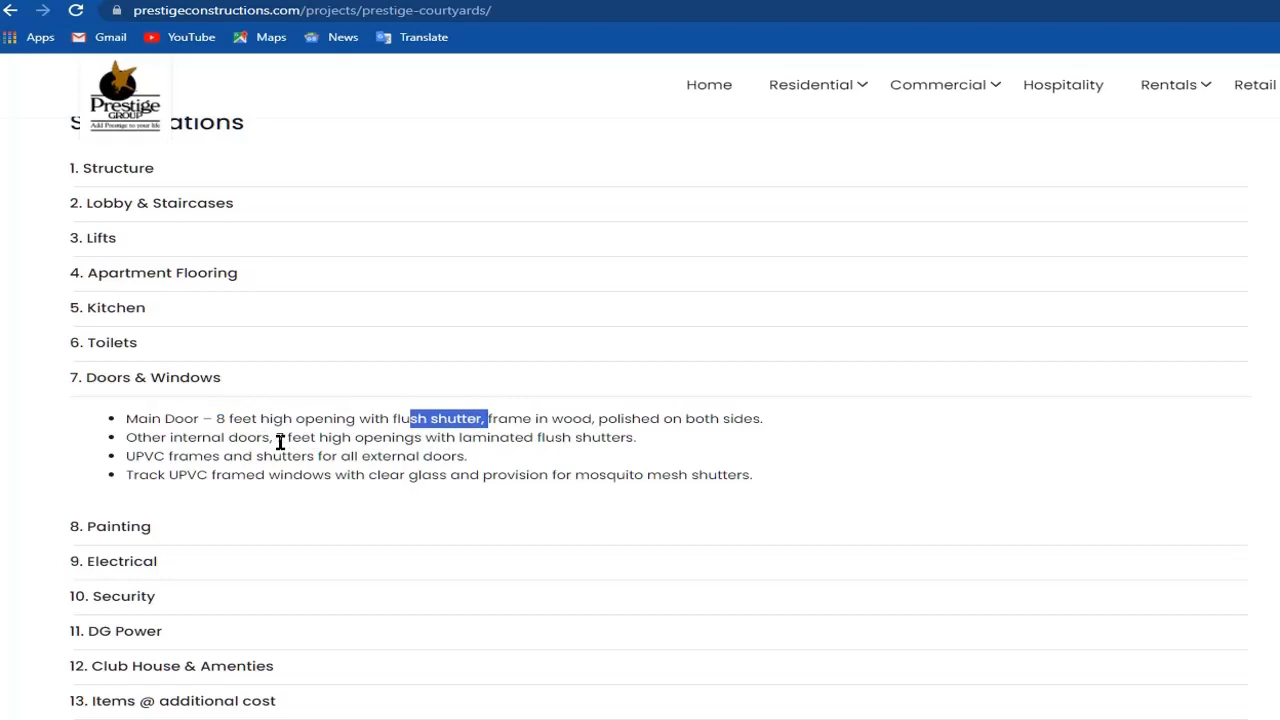 prestigeconstructions.com/projects/prestige-courtyards/
Apps Gmail YouTube Maps News Translate
Prestige
GROUP
Add Prestige to your life
Home Residential Commercial Hospitality Rentals Retail
1. Structure
2. Lobby & Staircases
3. Lifts
4. Apartment Flooring
5. Kitchen
6. Toilets
7. Doors & Windows
• Main Door – 8 feet high opening with flush shutter, frame in wood, polished on both sides.
• Other internal doors, feet high openings with laminated flush shutters.
• UPVC frames and shutters for all external doors.
• Track UPVC framed windows with clear glass and provision for mosquito mesh shutters.
8. Painting
9. Electrical
10. Security
11. DG Power
12. Club House & Amenties
13. Items @ additional cost